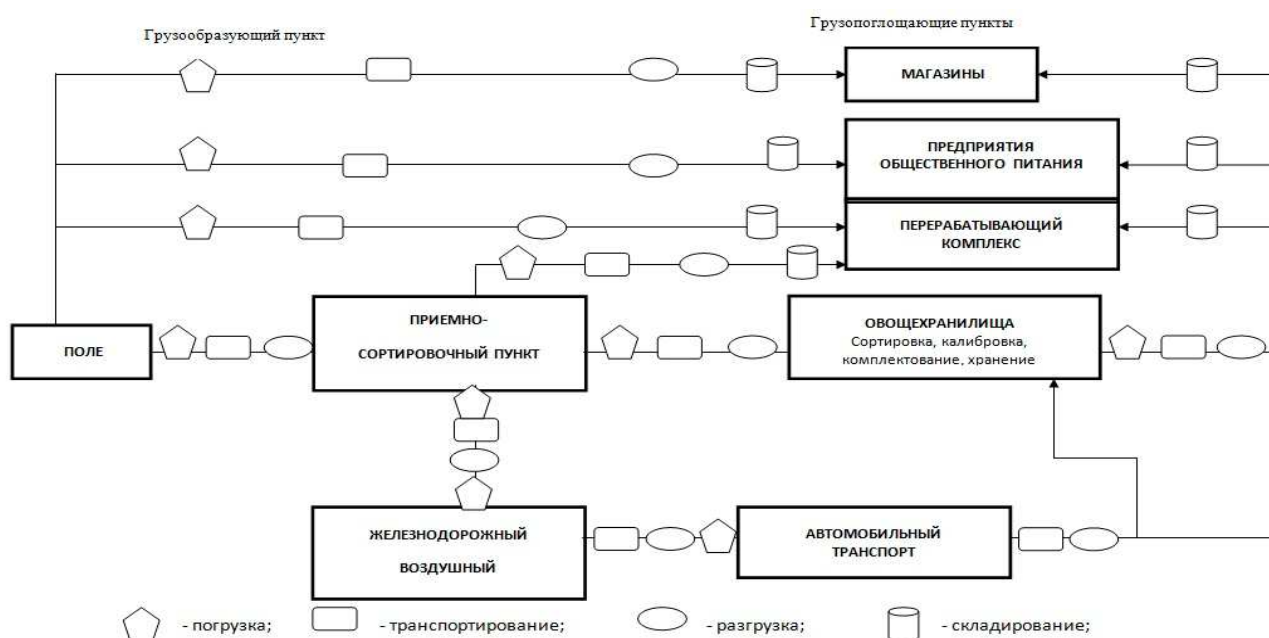 Грузообразующий пункт
Грузопоглощающие пункты
МАГАЗИНЫ
ПРЕДПРИЯТИЯ
ОБЩЕСТВЕННОГО ПИТАНИЯ
ПЕРЕРАБАТЫВАЮЩИЙ
КОМПЛЕКС
ПОЛЕ
ПРИЕМНО-
СОРТИРОВОЧНЫЙ ПУНКТ
ОВОЩЕХРАНИЛИЩА
Сортировка, калибровка,
комплектование, хранение
ЖЕЛЕЗНОДОРОЖНЫЙ
ВОЗДУШНЫЙ
АВТОМОБИЛЬНЫЙ
ТРАНСПОРТ
- погрузка; - транспортирование; - разгрузка; - складирование;